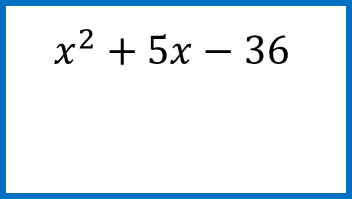 x² + 5x − 36